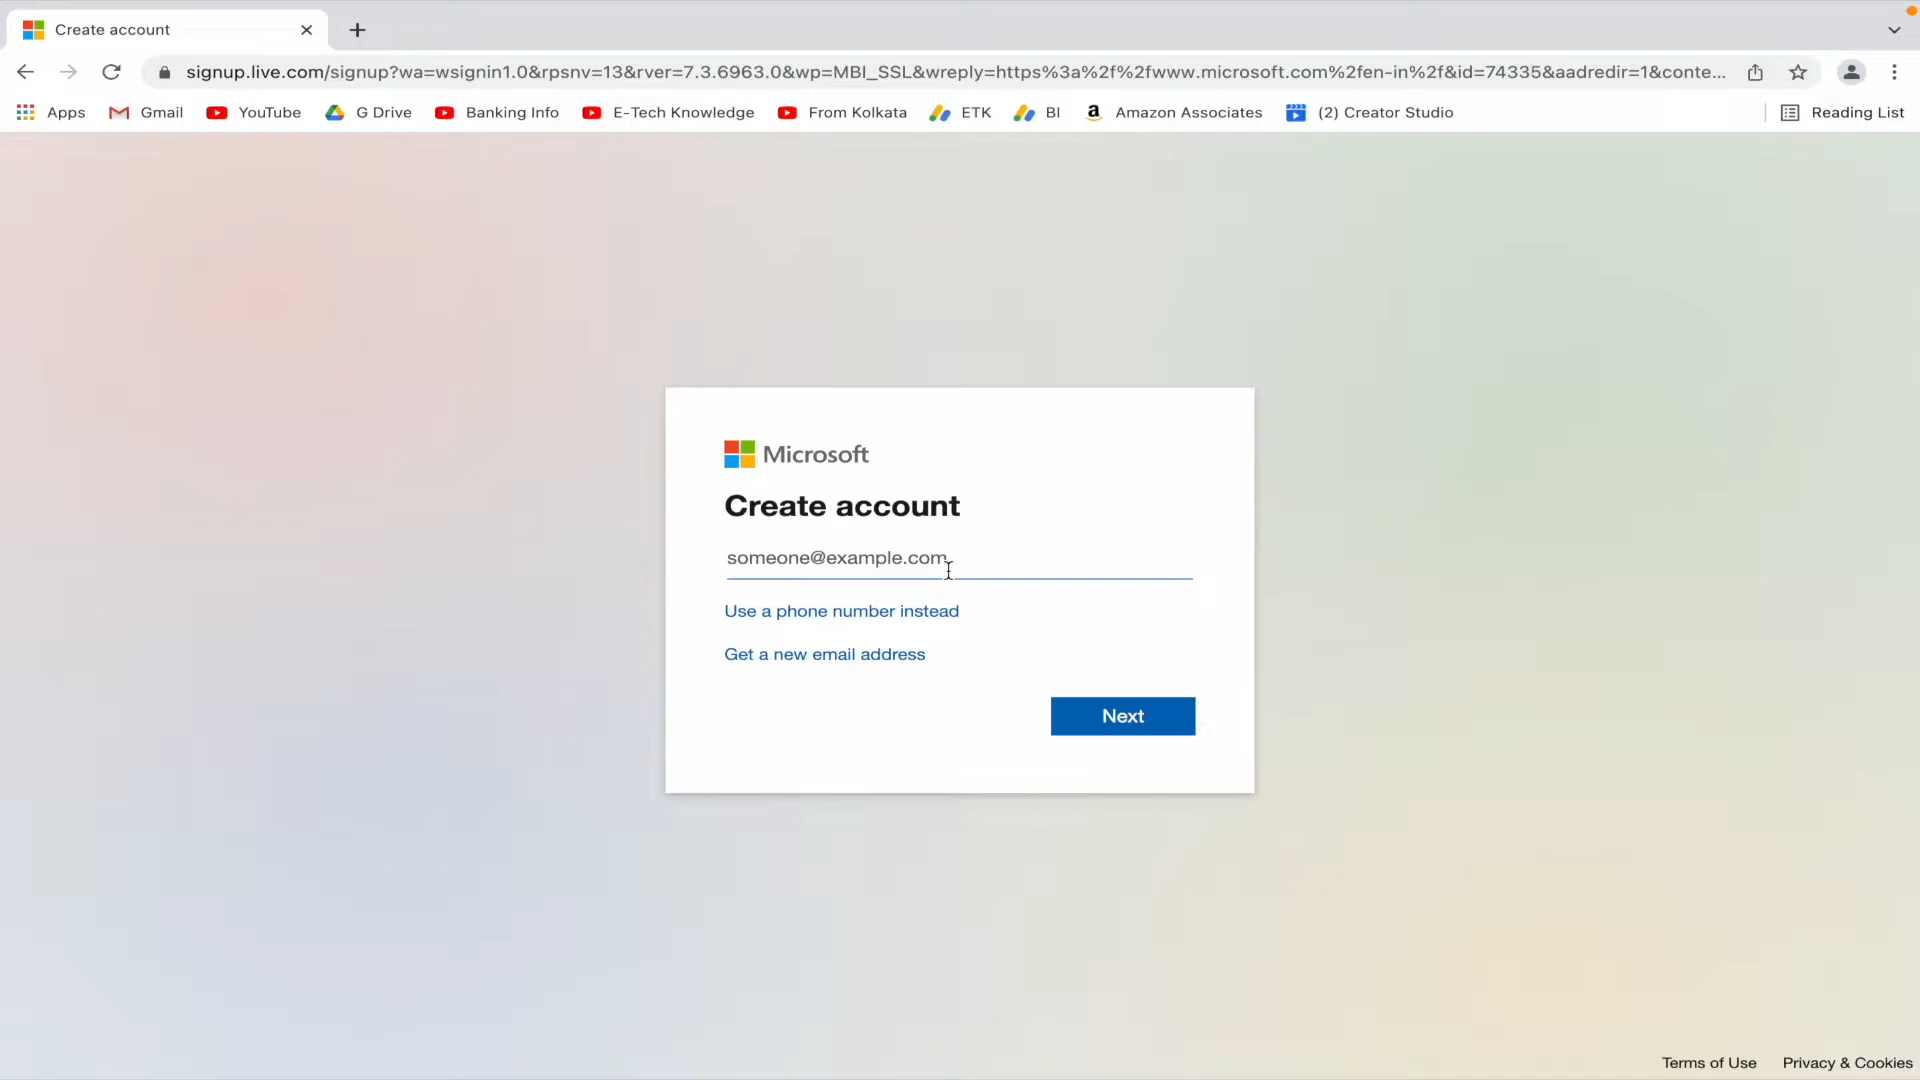 Create account
signup.live.com/signup?wa=wsignin1.0&rpsnv=13&rver=7.3.6963.0&wp=MBI_SSL&wreply=https%3a%2f%2fwww.microsoft.com%2fen-in%2f&id=74335&aadredir=1&conte...
Apps Gmail YouTube G Drive Banking Info E-Tech Knowledge From Kolkata ETK BI Amazon Associates (2) Creator Studio Reading List
Microsoft
Create account
someone@example.com
Use a phone number instead
Get a new email address
Next
Terms of Use Privacy & Cookies